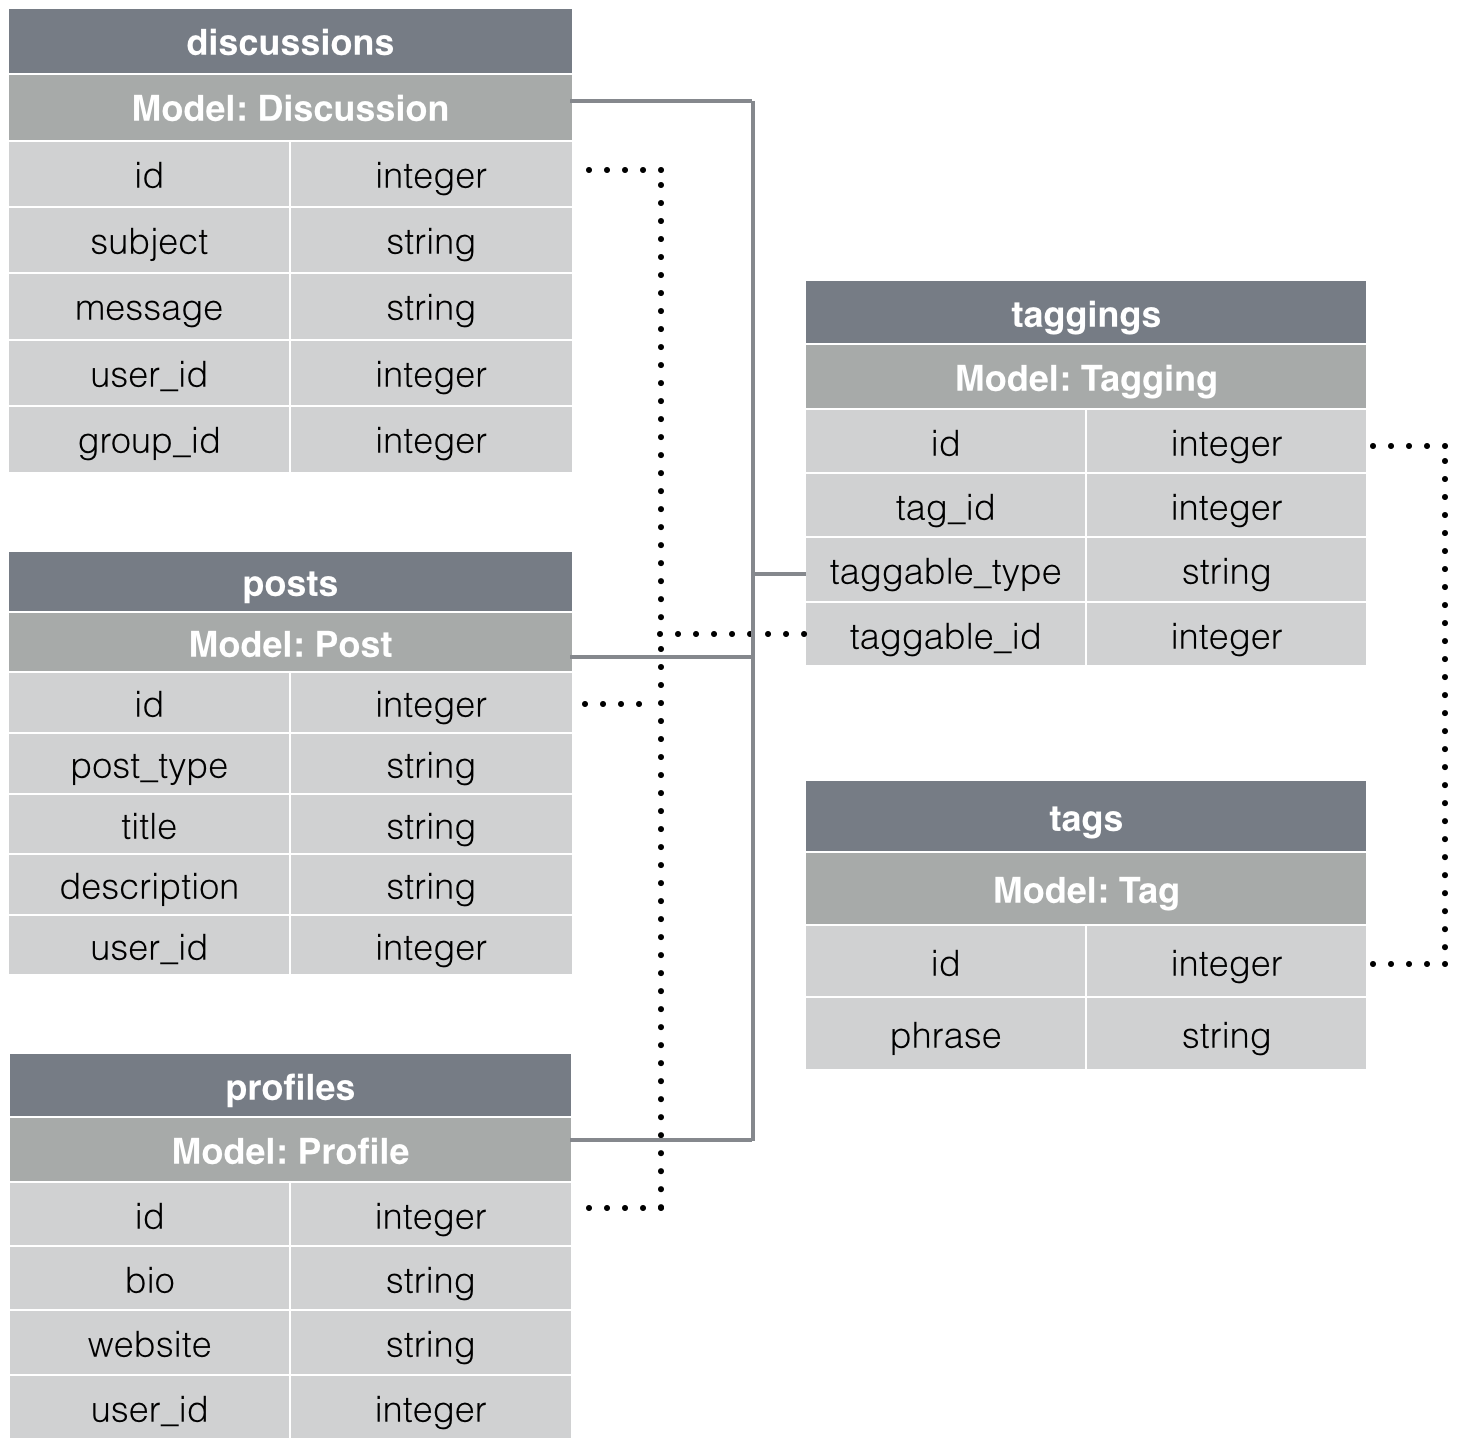 discussions
Model: Discussion
id integer
subject string
message string
user_id integer
group_id integer
posts
Model: Post
id integer
post_type string
title string
description string
user_id integer
profiles
Model: Profile
id integer
bio string
website string
user_id integer
taggings
Model: Tagging
id integer
tag_id integer
taggable_type string
taggable_id integer
tags
Model: Tag
id integer
phrase string